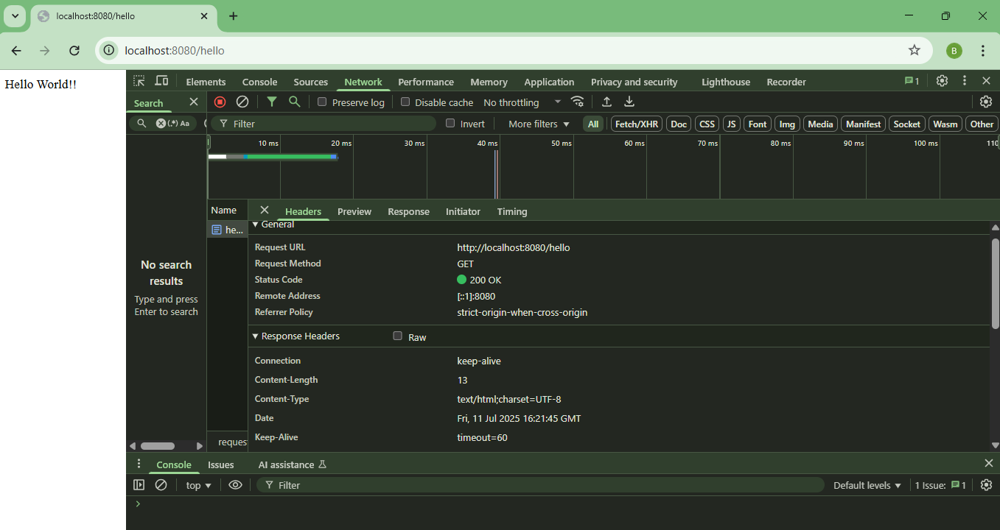 localhost:8080/hello
localhost:8080/hello
B
Hello World!!
Elements Console Sources Network Performance Memory Application Privacy and security Lighthouse Recorder 1
Search
Preserve log Disable cache No throttling
(.*) Aa
Filter Invert More filters All Fetch/XHR Doc CSS JS Font Img Media Manifest Socket Wasm Other
10 ms 20 ms 30 ms 40 ms 50 ms 60 ms 70 ms 80 ms 90 ms 100 ms 110
Name Headers Preview Response Initiator Timing
he...
General
Request URL http://localhost:8080/hello
Request Method GET
Status Code 200 OK
Remote Address [::1]:8080
Referrer Policy strict-origin-when-cross-origin
No search
results
Type and press
Enter to search
Response Headers Raw
Connection keep-alive
Content-Length 13
Content-Type text/html;charset=UTF-8
Date Fri, 11 Jul 2025 16:21:45 GMT
Keep-Alive timeout=60
reques
Console Issues AI assistance
top Filter Default levels 1 Issue: 1